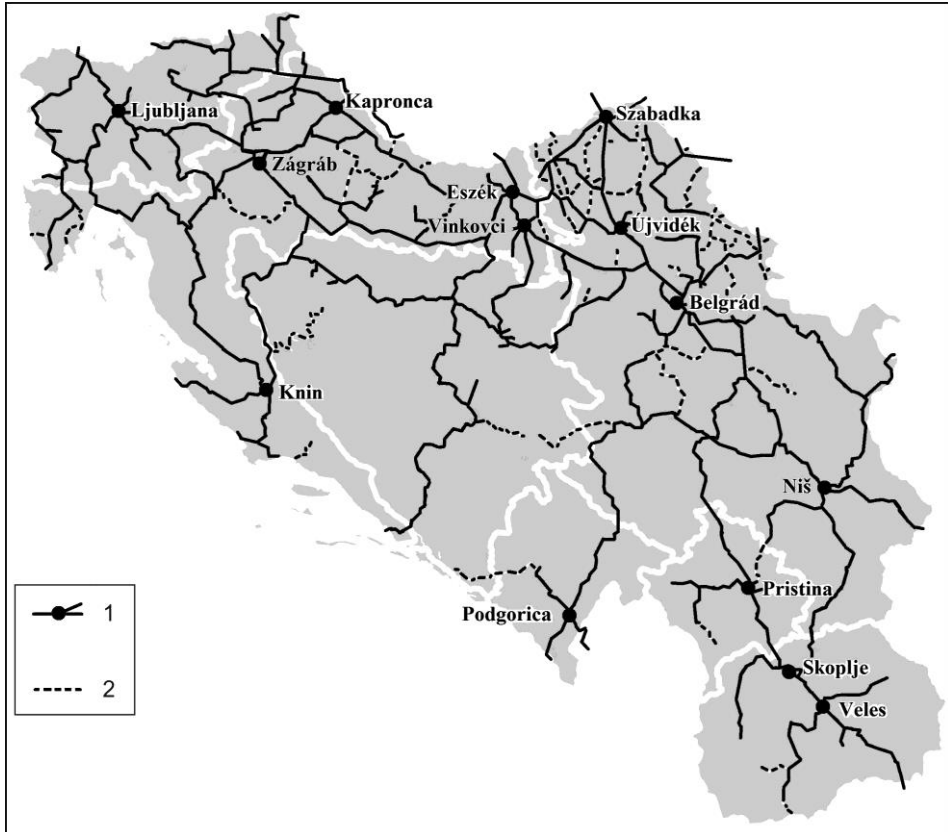 Ljubljana
Kapronca
Szabadka
Zágráb
Eszék
Vinkovci
Újvidék
Belgrád
Knin
Niš
Pristina
Podgorica
Skoplje
Veles
1
2